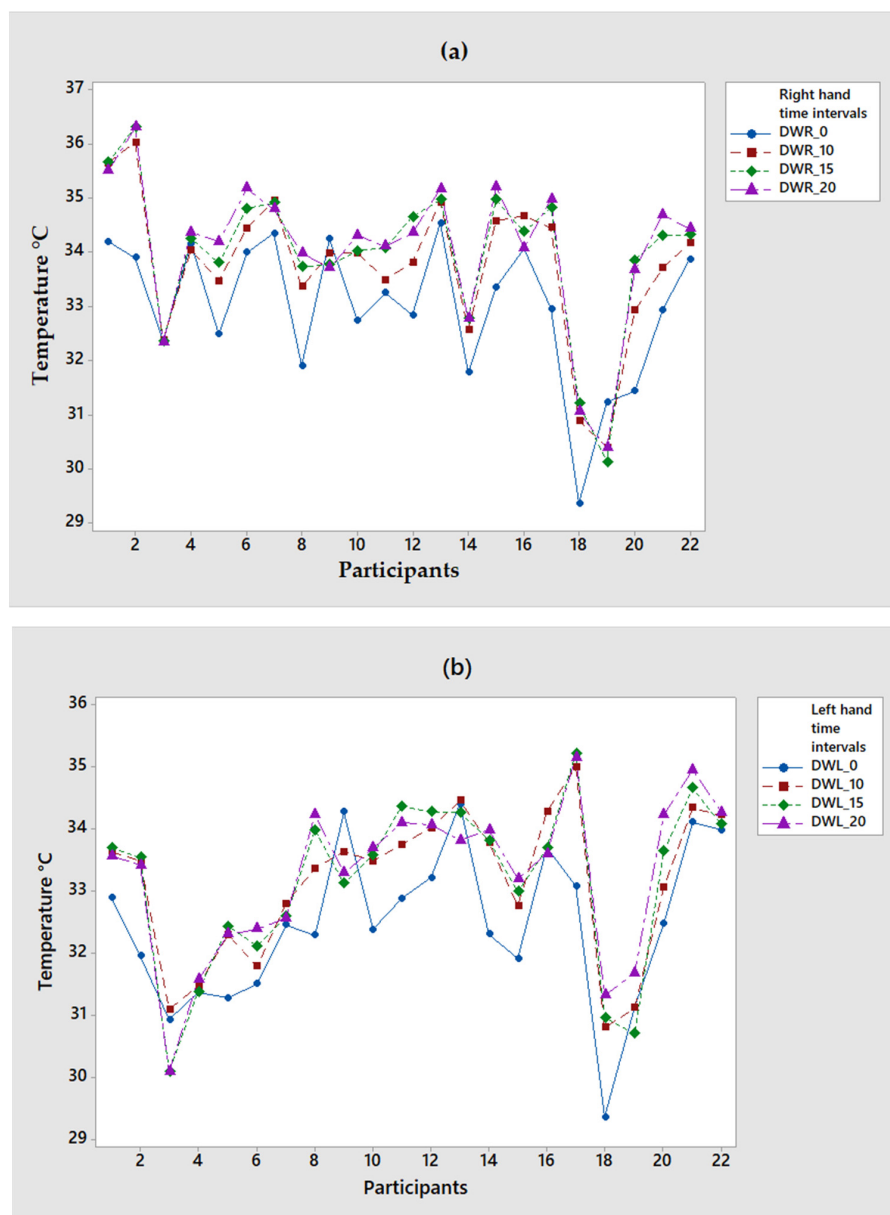 (a)
37
36
35
34
33
32
31
30
29
Temperature °C
2 4 6 8 10 12 14 16 18 20 22
Participants
Right hand
time intervals
DWR_0
DWR_10
DWR_15
DWR_20
(b)
36
35
34
33
32
31
30
29
Temperature °C
2 4 6 8 10 12 14 16 18 20 22
Participants
Left hand
time
intervals
DWL_0
DWL_10
DWL_15
DWL_20